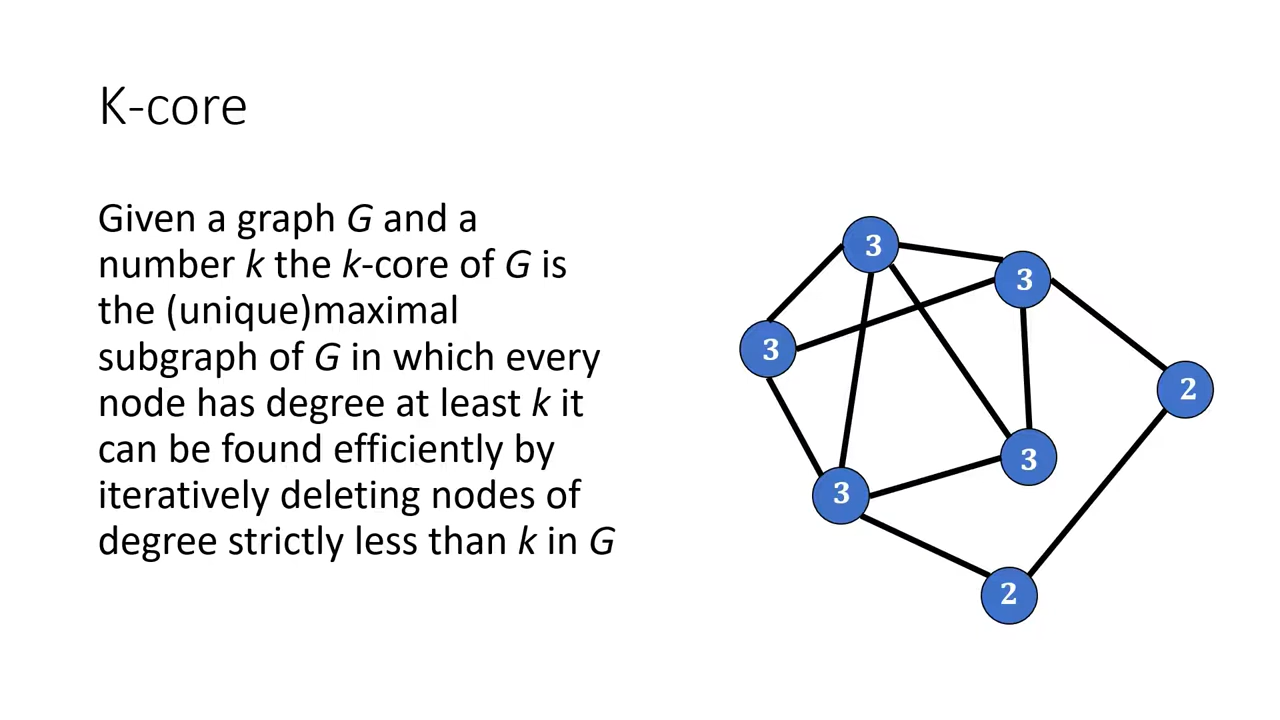 K-core
Given a graph G and a
number k the k-core of G is
the (unique)maximal
subgraph of G in which every
node has degree at least k it
can be found efficiently by
iteratively deleting nodes of
degree strictly less than k in G
3
3
3
2
3
3
2